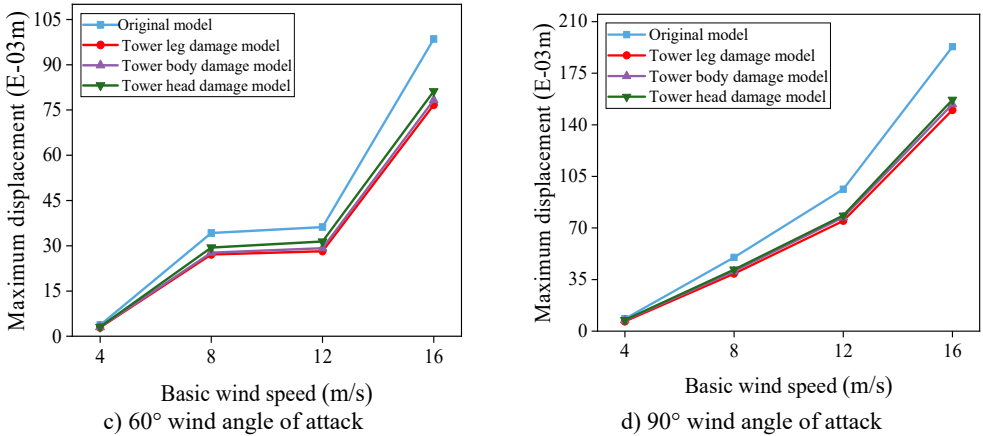 Maximum displacement (E-03m)
105
90
75
60
45
30
15
0
Original model
Tower leg damage model
Tower body damage model
Tower head damage model
4 8 12 16
Basic wind speed (m/s)
c) 60° wind angle of attack
Maximum displacement (E-03m)
210
175
140
105
70
35
0
Original model
Tower leg damage model
Tower body damage model
Tower head damage model
4 8 12 16
Basic wind speed (m/s)
d) 90° wind angle of attack